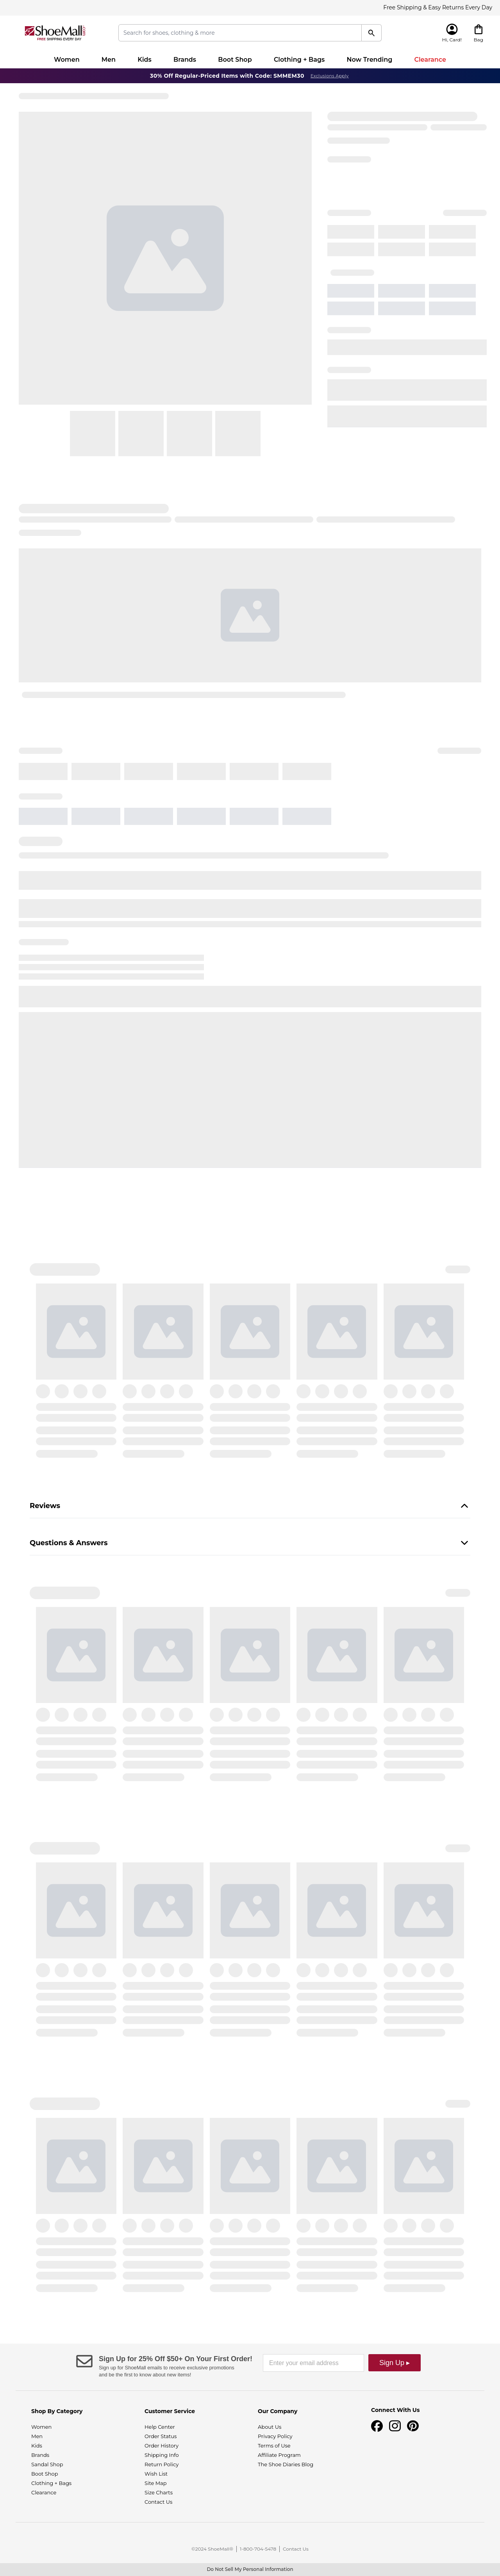 Free Shipping & Easy Returns Every Day
ShoeMall
FREE SHIPPING EVERY DAY
Search for shoes, clothing & more
Hi, Card!
Bag
Women Men Kids Brands Boot Shop Clothing + Bags Now Trending Clearance
30% Off Regular-Priced Items with Code: SMMEM30 Exclusions Apply
Reviews
Questions & Answers
Sign Up for 25% Off $50+ On Your First Order!
Sign up for ShoeMall emails to receive exclusive promotions
and be the first to know about new items!
Enter your email address
Sign Up ▸
Shop By Category
Women
Men
Kids
Brands
Sandal Shop
Boot Shop
Clothing + Bags
Clearance
Customer Service
Help Center
Order Status
Order History
Shipping Info
Return Policy
Wish List
Site Map
Size Charts
Contact Us
Our Company
About Us
Privacy Policy
Terms of Use
Affiliate Program
The Shoe Diaries Blog
Connect With Us
©2024 ShoeMall® 1-800-704-5478 Contact Us
Do Not Sell My Personal Information